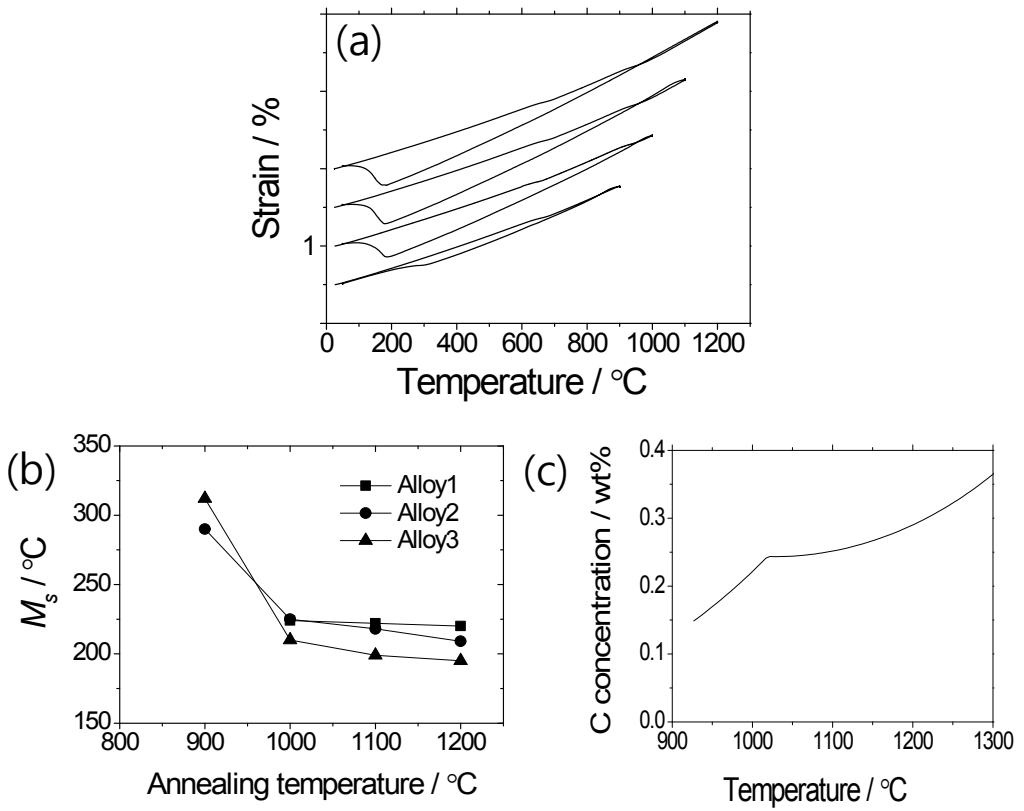 (a)
Strain / %
1
0 200 400 600 800 1000 1200
Temperature / °C
(b)
350
300
250
200
150
Ms / °C
Alloy1
Alloy2
Alloy3
800 900 1000 1100 1200
Annealing temperature / °C
(c)
0.4
0.3
0.2
0.1
0.0
C concentration / wt%
900 1000 1100 1200 1300
Temperature / °C